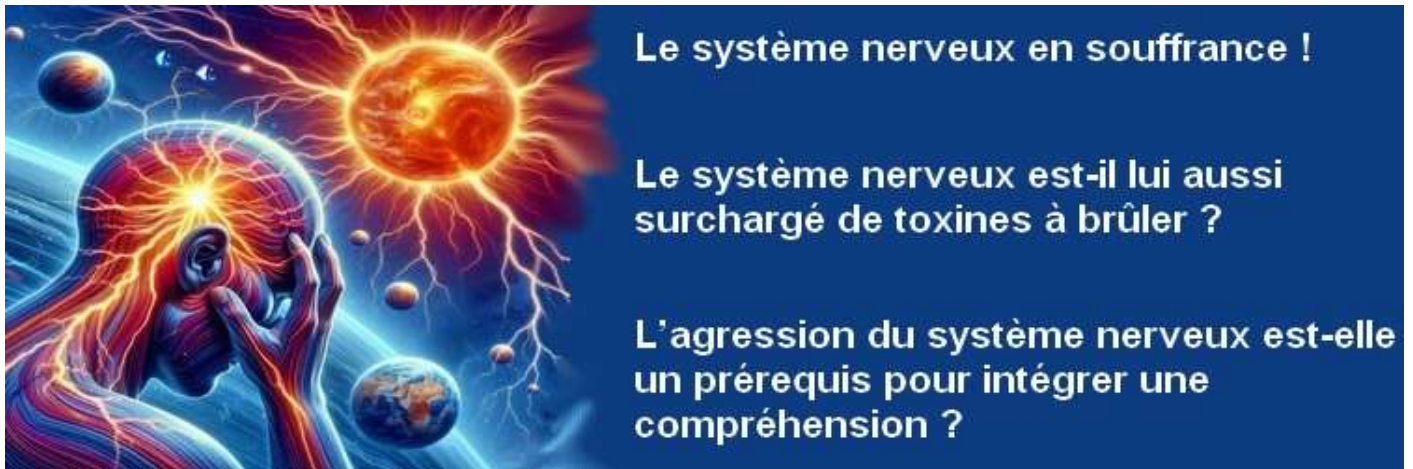 Le système nerveux en souffrance !
Le système nerveux est-il lui aussi
surchargé de toxines à brûler ?
L’agression du système nerveux est-elle
un prérequis pour intégrer une
compréhension ?